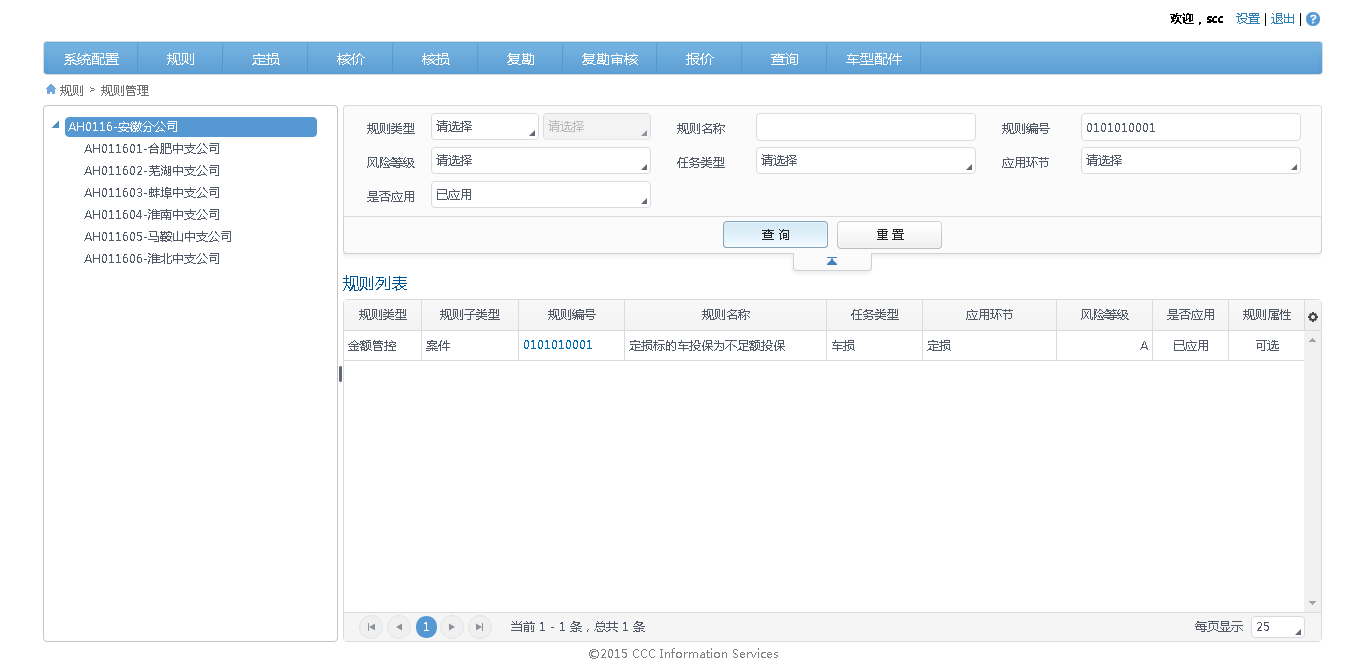 欢迎，scc 设置 | 退出 | ?
系统配置 规则 定损 核价 核损 复勘 复勘审核 报价 查询 车型配件
规则 > 规则管理
AH0116-安徽分公司
AH011601-合肥中支公司
AH011602-芜湖中支公司
AH011603-蚌埠中支公司
AH011604-淮南中支公司
AH011605-马鞍山中支公司
AH011606-淮北中支公司
规则类型 请选择 请选择 规则名称 规则编号 0101010001
风险等级 请选择 任务类型 请选择 应用环节 请选择
是否应用 已应用
查 询 重 置
规则列表
规则类型 规则子类型 规则编号 规则名称 任务类型 应用环节 风险等级 是否应用 规则属性
金额管控 案件 0101010001 定损标的车投保为不足额投保 车损 定损 A 已应用 可选
1 当前 1 - 1 条，总共 1 条 每页显示 25
©2015 CCC Information Services